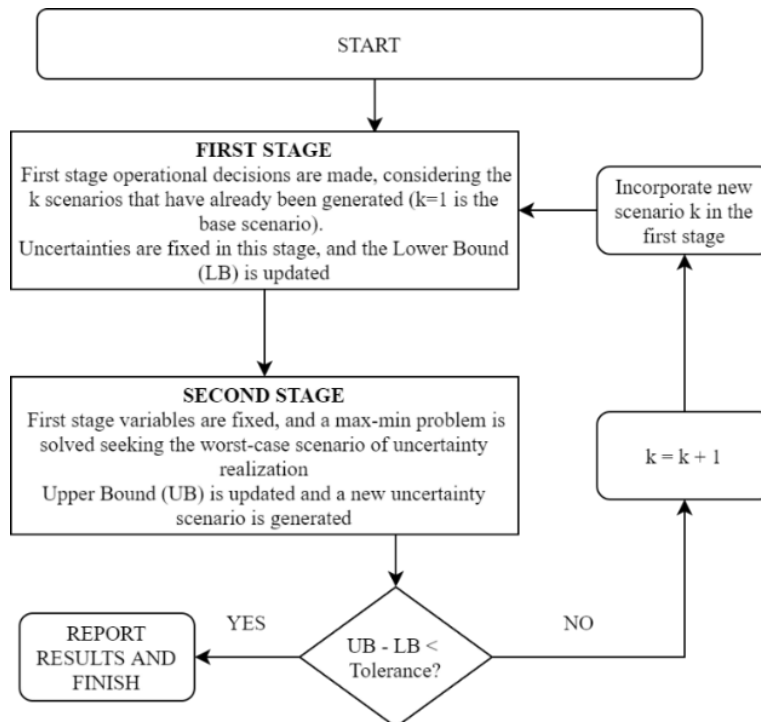 START
FIRST STAGE
First stage operational decisions are made, considering the
k scenarios that have already been generated (k=1 is the
base scenario).
Uncertainties are fixed in this stage, and the Lower Bound
(LB) is updated
Incorporate new
scenario k in the
first stage
SECOND STAGE
First stage variables are fixed, and a max-min problem is
solved seeking the worst-case scenario of uncertainty
realization
Upper Bound (UB) is updated and a new uncertainty
scenario is generated
k = k + 1
YES
NO
UB - LB <
Tolerance?
REPORT
RESULTS AND
FINISH